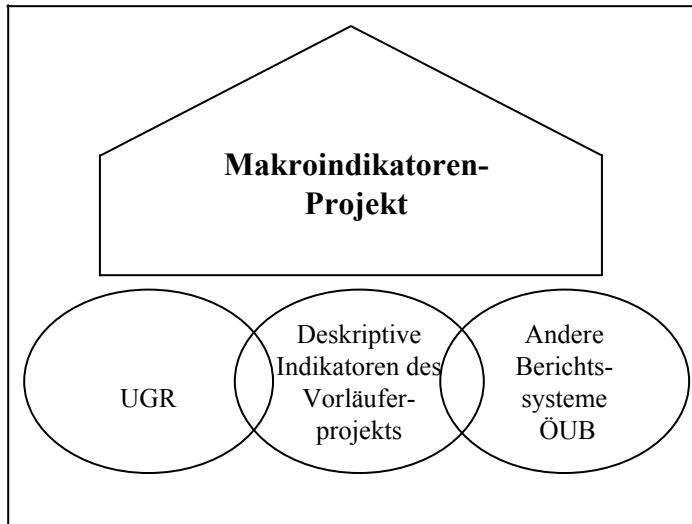 Makroindikatoren-
Projekt
UGR
Deskriptive
Indikatoren des
Vorläufer-
projekts
Andere
Berichts-
systeme
ÖUB